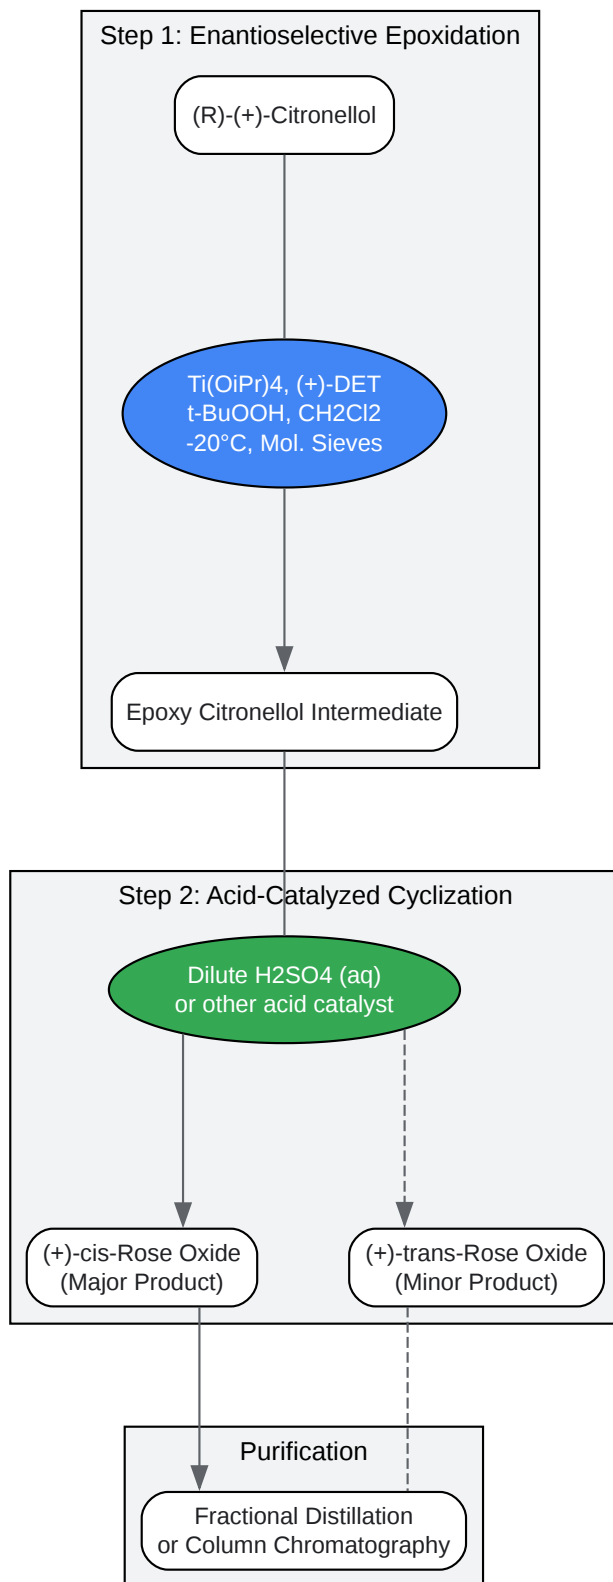 Step 1: Enantioselective Epoxidation
(R)-(+)-Citronellol
Ti(OiPr)4, (+)-DET
t-BuOOH, CH2Cl2
-20°C, Mol. Sieves
Epoxy Citronellol Intermediate
Step 2: Acid-Catalyzed Cyclization
Dilute H2SO4 (aq)
or other acid catalyst
(+)-cis-Rose Oxide
(Major Product)
(+)-trans-Rose Oxide
(Minor Product)
Purification
Fractional Distillation
or Column Chromatography